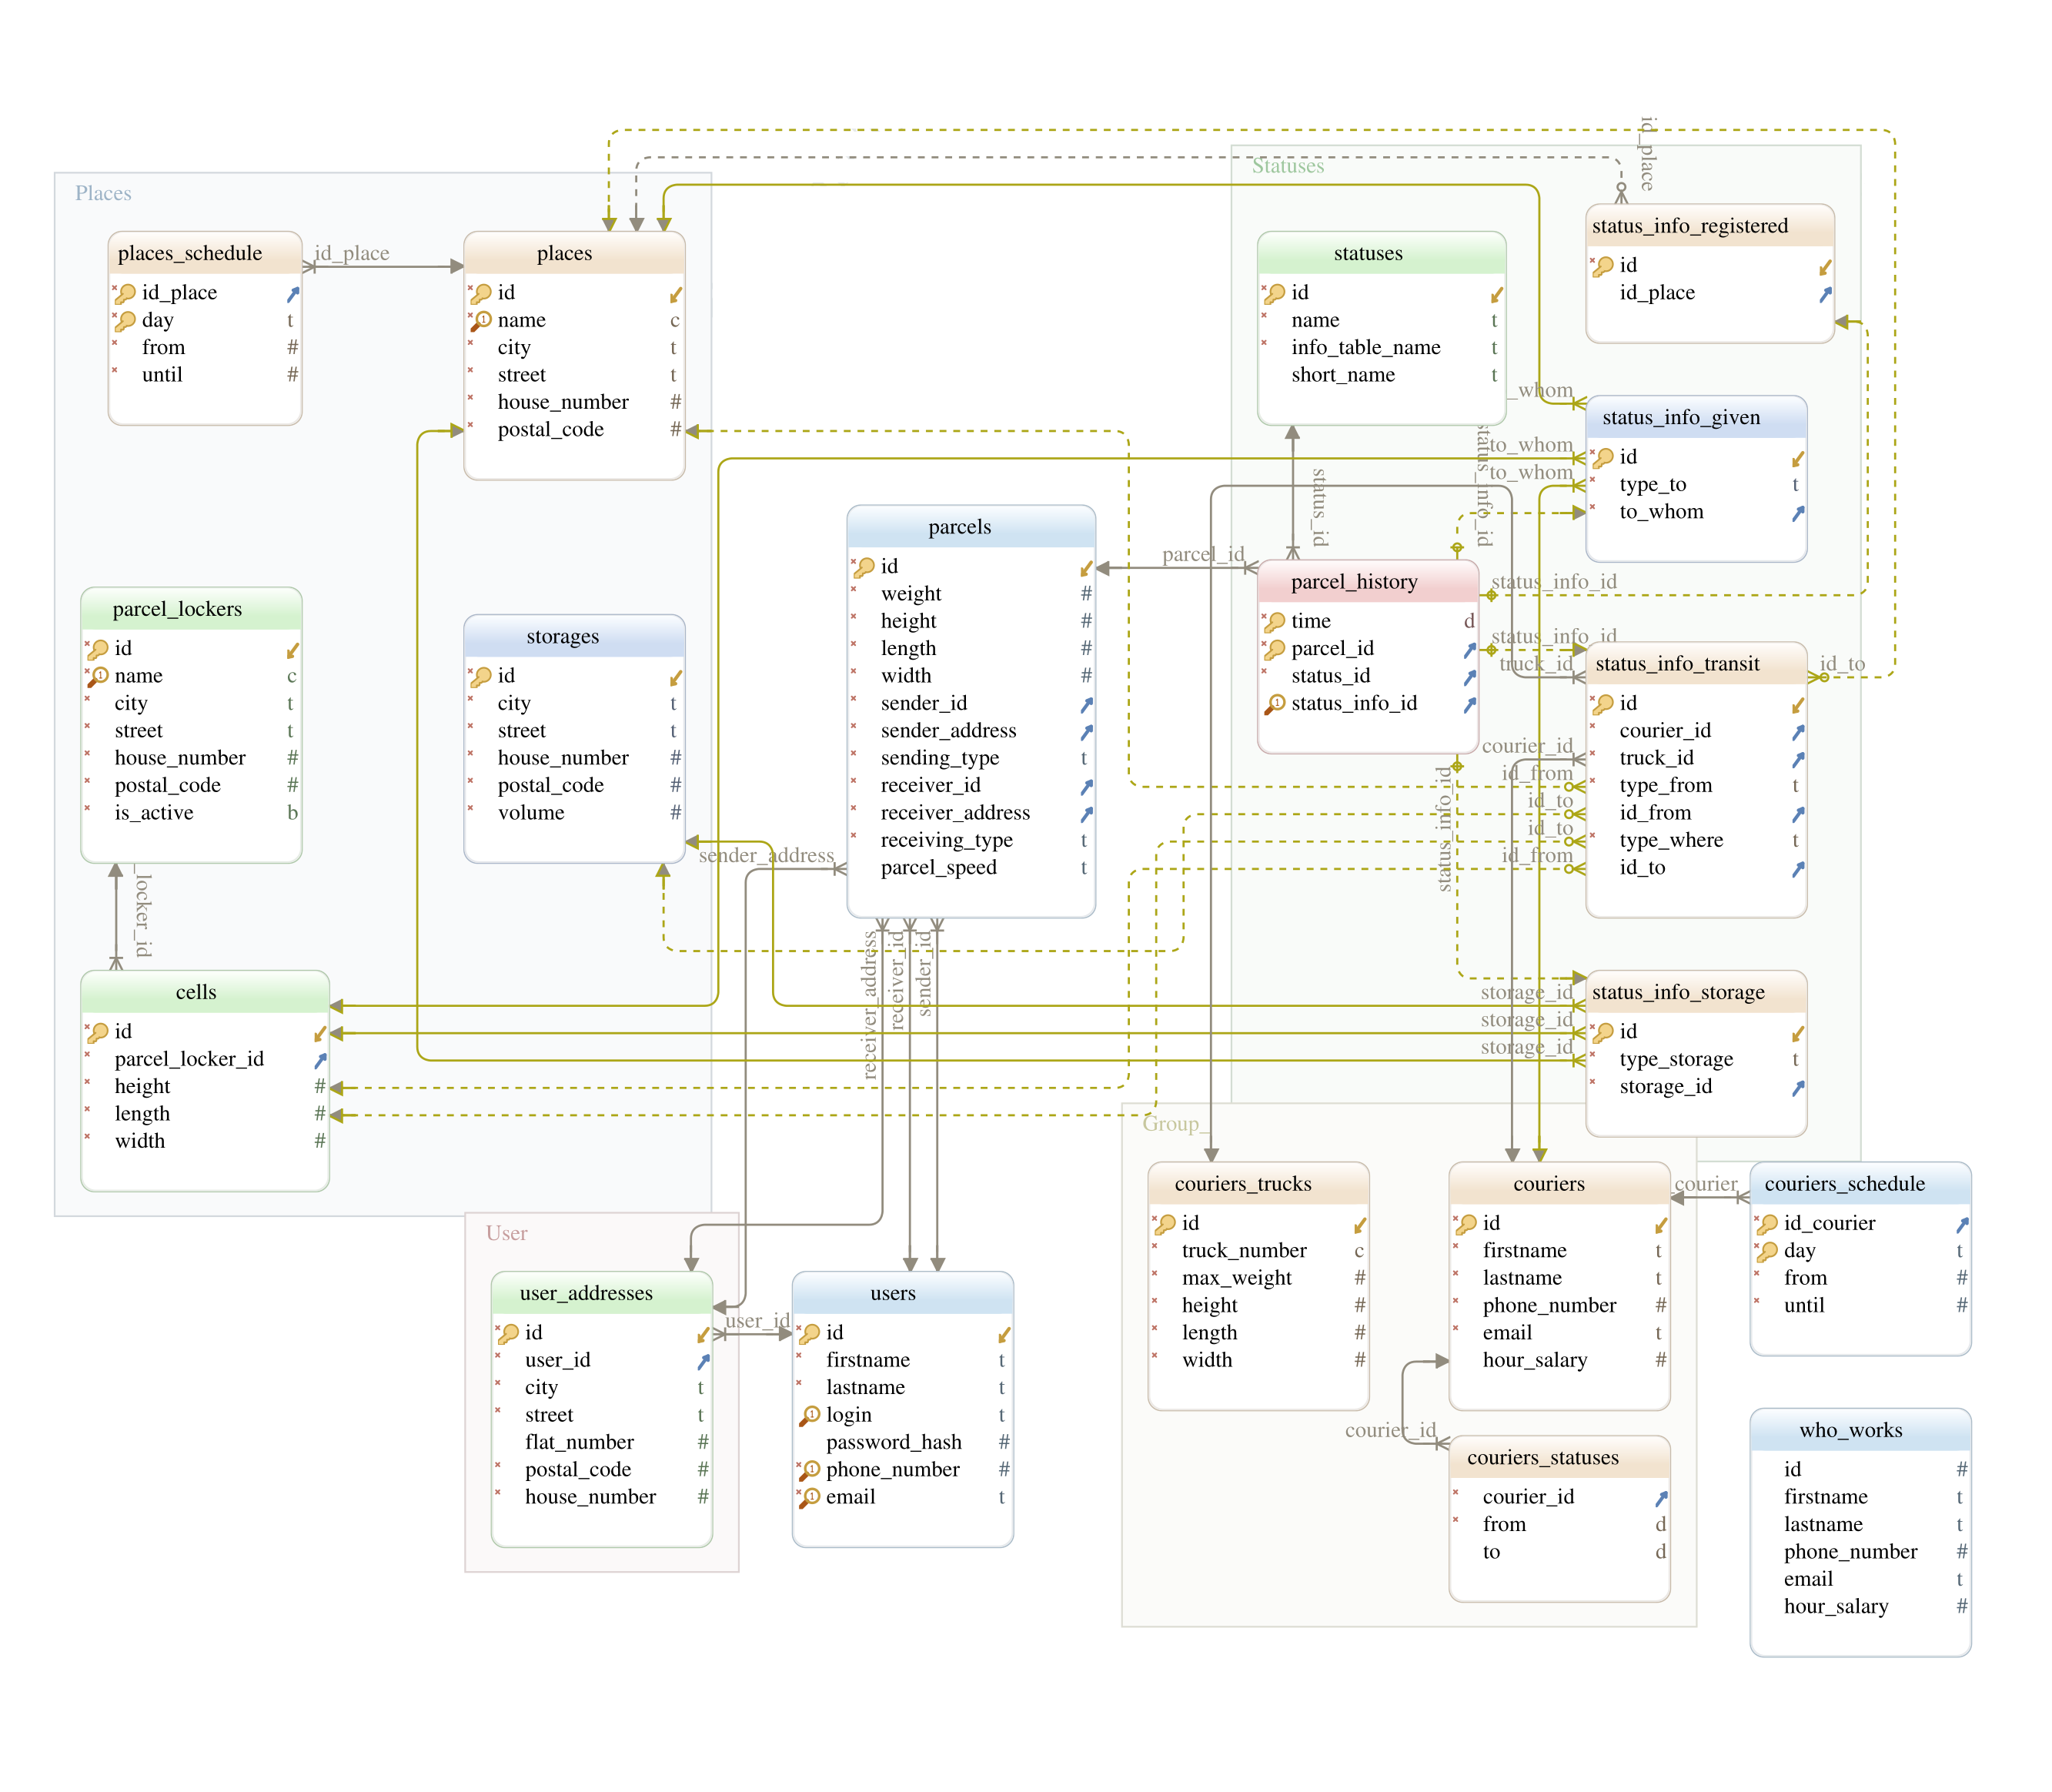 Places
places_schedule
id_place
day
t
from
#
until
#
id_place
places
id
name
c
city
t
street
t
house_number
#
postal_code
#
parcel_lockers
id
name
c
city
t
street
t
house_number
#
postal_code
#
is_active
b
storages
id
city
t
street
t
house_number
#
postal_code
#
volume
#
_locker_id
cells
id
parcel_locker_id
height
#
length
#
width
#
parcels
id
weight
#
height
#
length
#
width
#
sender_id
sender_address
sending_type
t
receiver_id
receiver_address
receiving_type
t
parcel_speed
t
sender_address
receiver_address
receiver_id
sender_id
Statuses
statuses
id
name
t
info_table_name
t
short_name
t
id_place
status_info_registered
id
id_place
_whom
to_whom
to_whom
status_info_given
id
type_to
t
to_whom
status_id
status_info_id
parcel_id
parcel_history
time
d
parcel_id
status_id
status_info_id
status_info_id
status_info_id
truck_id
status_info_transit
id
courier_id
truck_id
type_from
t
id_from
type_where
t
id_to
id_to
courier_id
id_from
id_to
id_to
id_from
status_info_id
storage_id
storage_id
storage_id
status_info_storage
id
type_storage
t
storage_id
User
user_addresses
id
user_id
city
t
street
t
flat_number
#
postal_code
#
house_number
#
user_id
users
id
firstname
t
lastname
t
login
t
password_hash
#
phone_number
#
email
t
Group_
couriers_trucks
id
truck_number
c
max_weight
#
height
#
length
#
width
#
couriers
id
firstname
t
lastname
t
phone_number
#
email
t
hour_salary
#
_courier
couriers_schedule
id_courier
day
t
from
#
until
#
courier_id
couriers_statuses
courier_id
from
d
to
d
who_works
id
#
firstname
t
lastname
t
phone_number
#
email
t
hour_salary
#